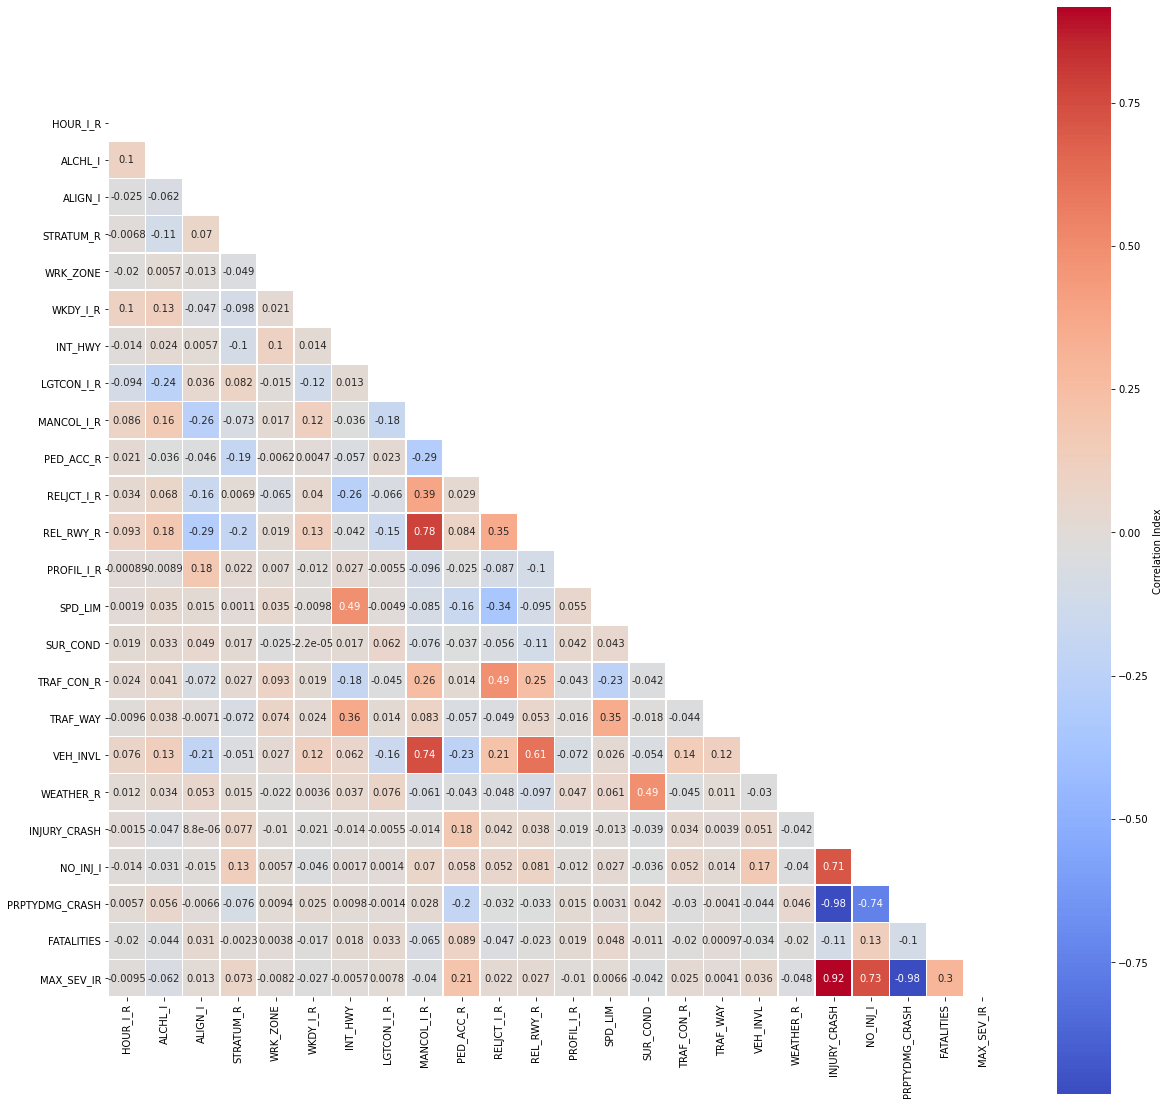 HOUR_I_R
ALCHL_I 0.1
ALIGN_I -0.025 -0.062
STRATUM_R -0.0068 -0.11 0.07
WRK_ZONE -0.02 0.0057 -0.013 -0.049
WKDY_I_R 0.1 0.13 -0.047 -0.098 0.021
INT_HWY -0.014 0.024 0.0057 -0.1 0.1 0.014
LGTCON_I_R -0.094 -0.24 0.036 0.082 -0.015 -0.12 0.013
MANCOL_I_R 0.086 0.16 -0.26 -0.073 0.017 0.12 -0.036 -0.18
PED_ACC_R 0.021 -0.036 -0.046 -0.19 -0.0062 0.0047 -0.057 0.023 -0.29
RELJCT_I_R 0.034 0.068 -0.16 0.0069 -0.065 0.04 -0.26 -0.066 0.39 0.029
REL_RWY_R 0.093 0.18 -0.29 -0.2 0.019 0.13 -0.042 -0.15 0.78 0.084 0.35
PROFIL_I_R -0.00089 -0.0089 0.18 0.022 0.007 -0.012 0.027 -0.0055 -0.096 -0.025 -0.087 -0.1
SPD_LIM 0.0019 0.035 0.015 0.0011 0.035 -0.0098 0.49 -0.0049 -0.085 -0.16 -0.34 -0.095 0.055
SUR_COND 0.019 0.033 0.049 0.017 -0.025 -2.2e-05 0.017 0.062 -0.076 -0.037 -0.056 -0.11 0.042 0.043
TRAF_CON_R 0.024 0.041 -0.072 0.027 0.093 0.019 -0.18 -0.045 0.26 0.014 0.49 0.25 -0.043 -0.23 -0.042
TRAF_WAY -0.0096 0.038 -0.0071 -0.072 0.074 0.024 0.36 0.014 0.083 -0.057 -0.049 0.053 -0.016 0.35 -0.018 -0.044
VEH_INVL 0.076 0.13 -0.21 -0.051 0.027 0.12 0.062 -0.16 0.74 -0.23 0.21 0.61 -0.072 0.026 -0.054 0.14 0.12
WEATHER_R 0.012 0.034 0.053 0.015 -0.022 0.0036 0.037 0.076 -0.061 -0.043 -0.048 -0.097 0.047 0.061 0.49 -0.045 0.011 -0.03
INJURY_CRASH -0.0015 -0.047 8.8e-06 0.077 -0.01 -0.021 -0.014 -0.0055 -0.014 0.18 0.042 0.038 -0.019 -0.013 -0.039 0.034 0.0039 0.051 -0.042
NO_INJ_I -0.014 -0.031 -0.015 0.13 0.0057 -0.046 0.0017 0.0014 0.07 0.058 0.052 0.081 -0.012 0.027 -0.036 0.052 0.014 0.17 -0.04 0.71
PRPTYDMG_CRASH 0.0057 0.056 -0.0066 -0.076 0.0094 0.025 0.0098 -0.0014 0.028 -0.2 -0.032 -0.033 0.015 0.0031 0.042 -0.03 -0.0041 -0.044 0.046 -0.98 -0.74
FATALITIES -0.02 -0.044 0.031 -0.0023 0.0038 -0.017 0.018 0.033 -0.065 0.089 -0.047 -0.023 0.019 0.048 -0.011 -0.02 0.00097 -0.034 -0.02 -0.11 0.13 -0.1
MAX_SEV_IR -0.0095 -0.062 0.013 0.073 -0.0082 -0.027 -0.0057 0.0078 -0.04 0.21 0.022 0.027 -0.01 0.0066 -0.042 0.025 0.0041 0.036 -0.048 0.92 0.73 -0.98 0.3
HOUR_I_R ALCHL_I ALIGN_I STRATUM_R WRK_ZONE WKDY_I_R INT_HWY LGTCON_I_R MANCOL_I_R PED_ACC_R RELJCT_I_R REL_RWY_R PROFIL_I_R SPD_LIM SUR_COND TRAF_CON_R TRAF_WAY VEH_INVL WEATHER_R INJURY_CRASH NO_INJ_I PRPTYDMG_CRASH FATALITIES MAX_SEV_IR
0.75
0.50
0.25
0.00
−0.25
−0.50
−0.75
Correlation Index